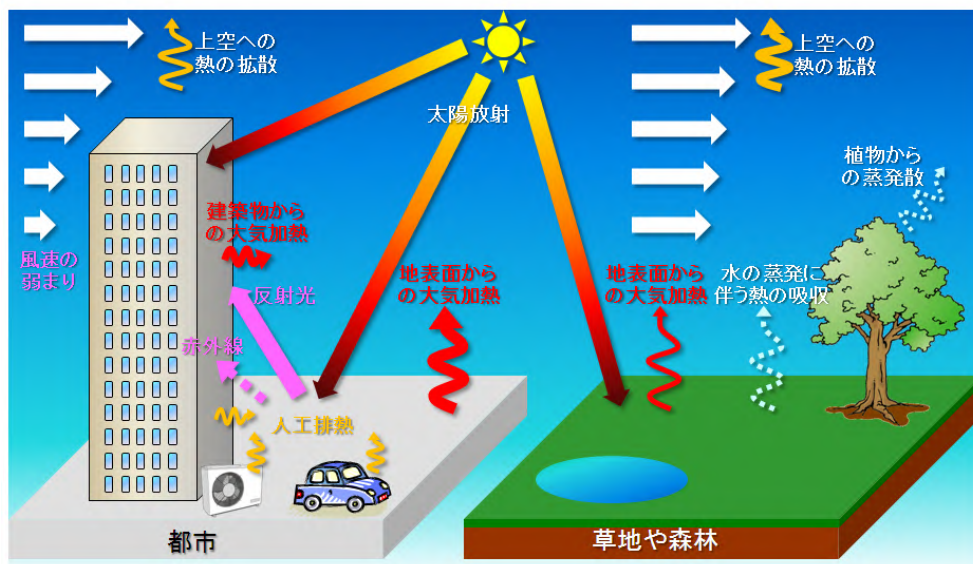 上空への
熱の拡散
太陽放射
上空への
熱の拡散
植物から
の蒸発散
建築物から
の大気加熱
風速の
弱まり
反射光
地表面から
の大気加熱
地表面から
の大気加熱
水の蒸発に
伴う熱の吸収
赤外線
人工排熱
都市
草地や森林